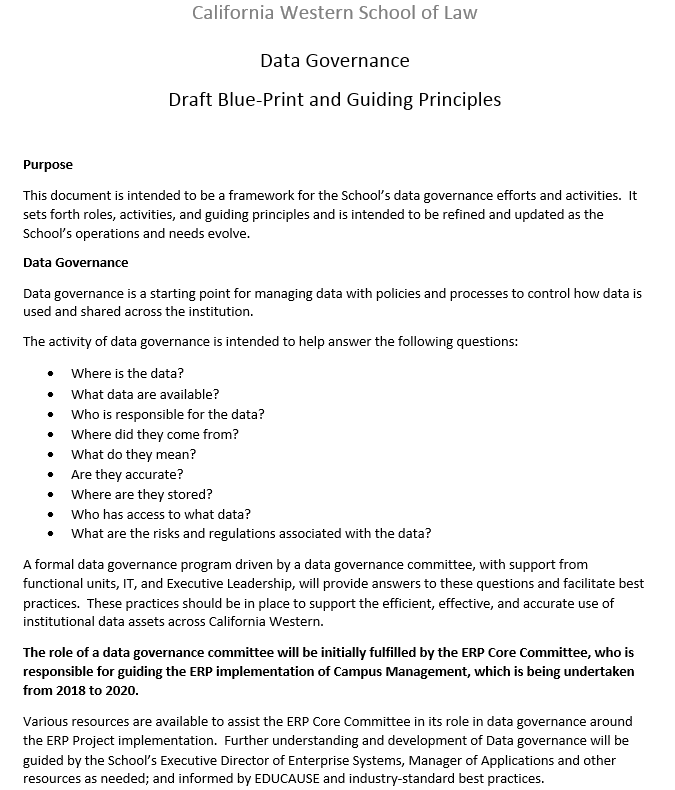 California Western School of Law
Data Governance
Draft Blue-Print and Guiding Principles
Purpose
This document is intended to be a framework for the School's data governance efforts and activities.  It
sets forth roles, activities, and guiding principles and is intended to be refined and updated as the
School's operations and needs evolve.
Data Governance
Data governance is a starting point for managing data with policies and processes to control how data is
used and shared across the institution.
The activity of data governance is intended to help answer the following questions:
• Where is the data?
• What data are available?
• Who is responsible for the data?
• Where did they come from?
• What do they mean?
• Are they accurate?
• Where are they stored?
• Who has access to what data?
• What are the risks and regulations associated with the data?
A formal data governance program driven by a data governance committee, with support from
functional units, IT, and Executive Leadership, will provide answers to these questions and facilitate best
practices.  These practices should be in place to support the efficient, effective, and accurate use of
institutional data assets across California Western.
The role of a data governance committee will be initially fulfilled by the ERP Core Committee, who is
responsible for guiding the ERP implementation of Campus Management, which is being undertaken
from 2018 to 2020.
Various resources are available to assist the ERP Core Committee in its role in data governance around
the ERP Project implementation.  Further understanding and development of Data governance will be
guided by the School's Executive Director of Enterprise Systems, Manager of Applications and other
resources as needed; and informed by EDUCAUSE and industry-standard best practices.